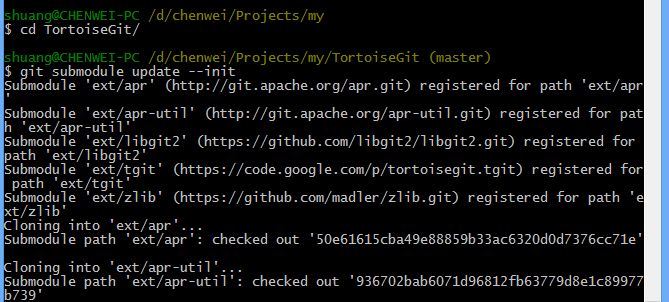 shuang@CHENWEI-PC /d/chenwei/Projects/my
$ cd TortoiseGit/
shuang@CHENWEI-PC /d/chenwei/Projects/my/TortoiseGit (master)
$ git submodule update --init
Submodule 'ext/apr' (http://git.apache.org/apr.git) registered for path 'ext/apr
'
Submodule 'ext/apr-util' (http://git.apache.org/apr-util.git) registered for pat
h 'ext/apr-util'
Submodule 'ext/libgit2' (https://github.com/libgit2/libgit2.git) registered for
path 'ext/libgit2'
Submodule 'ext/tgit' (https://code.google.com/p/tortoisegit.tgit) registered for
 path 'ext/tgit'
Submodule 'ext/zlib' (https://github.com/madler/zlib.git) registered for path 'e
xt/zlib'
Cloning into 'ext/apr'...
Submodule path 'ext/apr': checked out '50e61615cba49e88859b33ac6320d0d7376cc71e'
Cloning into 'ext/apr-util'...
Submodule path 'ext/apr-util': checked out '936702bab6071d96812fb63779d8e1c89977
b739'